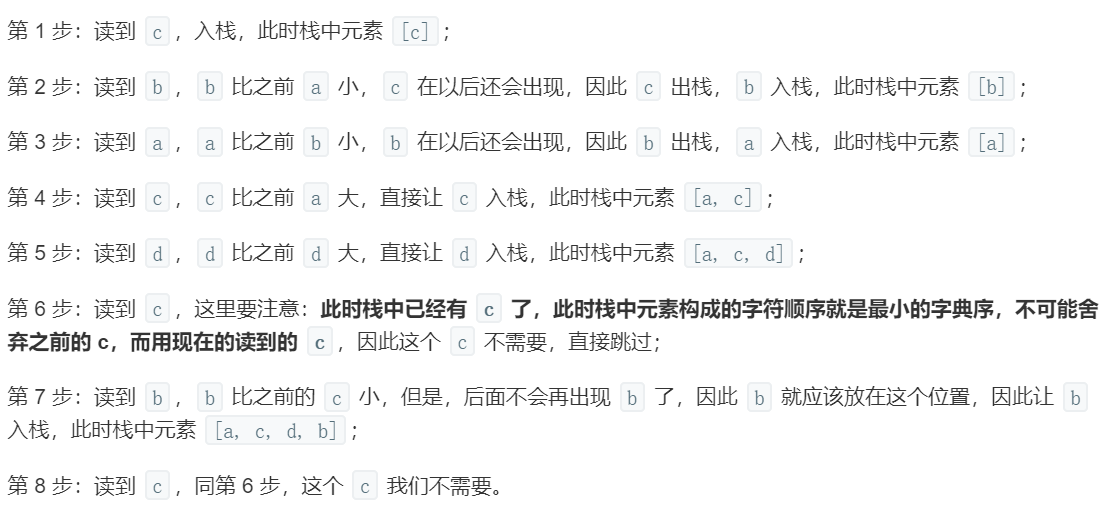 第 1 步：读到 c ，入栈，此时栈中元素 [c] ；
第 2 步：读到 b ， b 比之前 a 小， c 在以后还会出现，因此 c 出栈， b 入栈，此时栈中元素 [b] ；
第 3 步：读到 a ， a 比之前 b 小， b 在以后还会出现，因此 b 出栈， a 入栈，此时栈中元素 [a] ；
第 4 步：读到 c ， c 比之前 a 大，直接让 c 入栈，此时栈中元素 [a, c] ；
第 5 步：读到 d ， d 比之前 d 大，直接让 d 入栈，此时栈中元素 [a, c, d] ；
第 6 步：读到 c ，这里要注意：此时栈中已经有 c 了，此时栈中元素构成的字符顺序就是最小的字典序，不可能舍
弃之前的 c，而用现在的读到的 c ，因此这个 c 不需要，直接跳过；
第 7 步：读到 b ， b 比之前的 c 小，但是，后面不会再出现 b 了，因此 b 就应该放在这个位置，因此让 b
入栈，此时栈中元素 [a, c, d, b] ；
第 8 步：读到 c ，同第 6 步，这个 c 我们不需要。